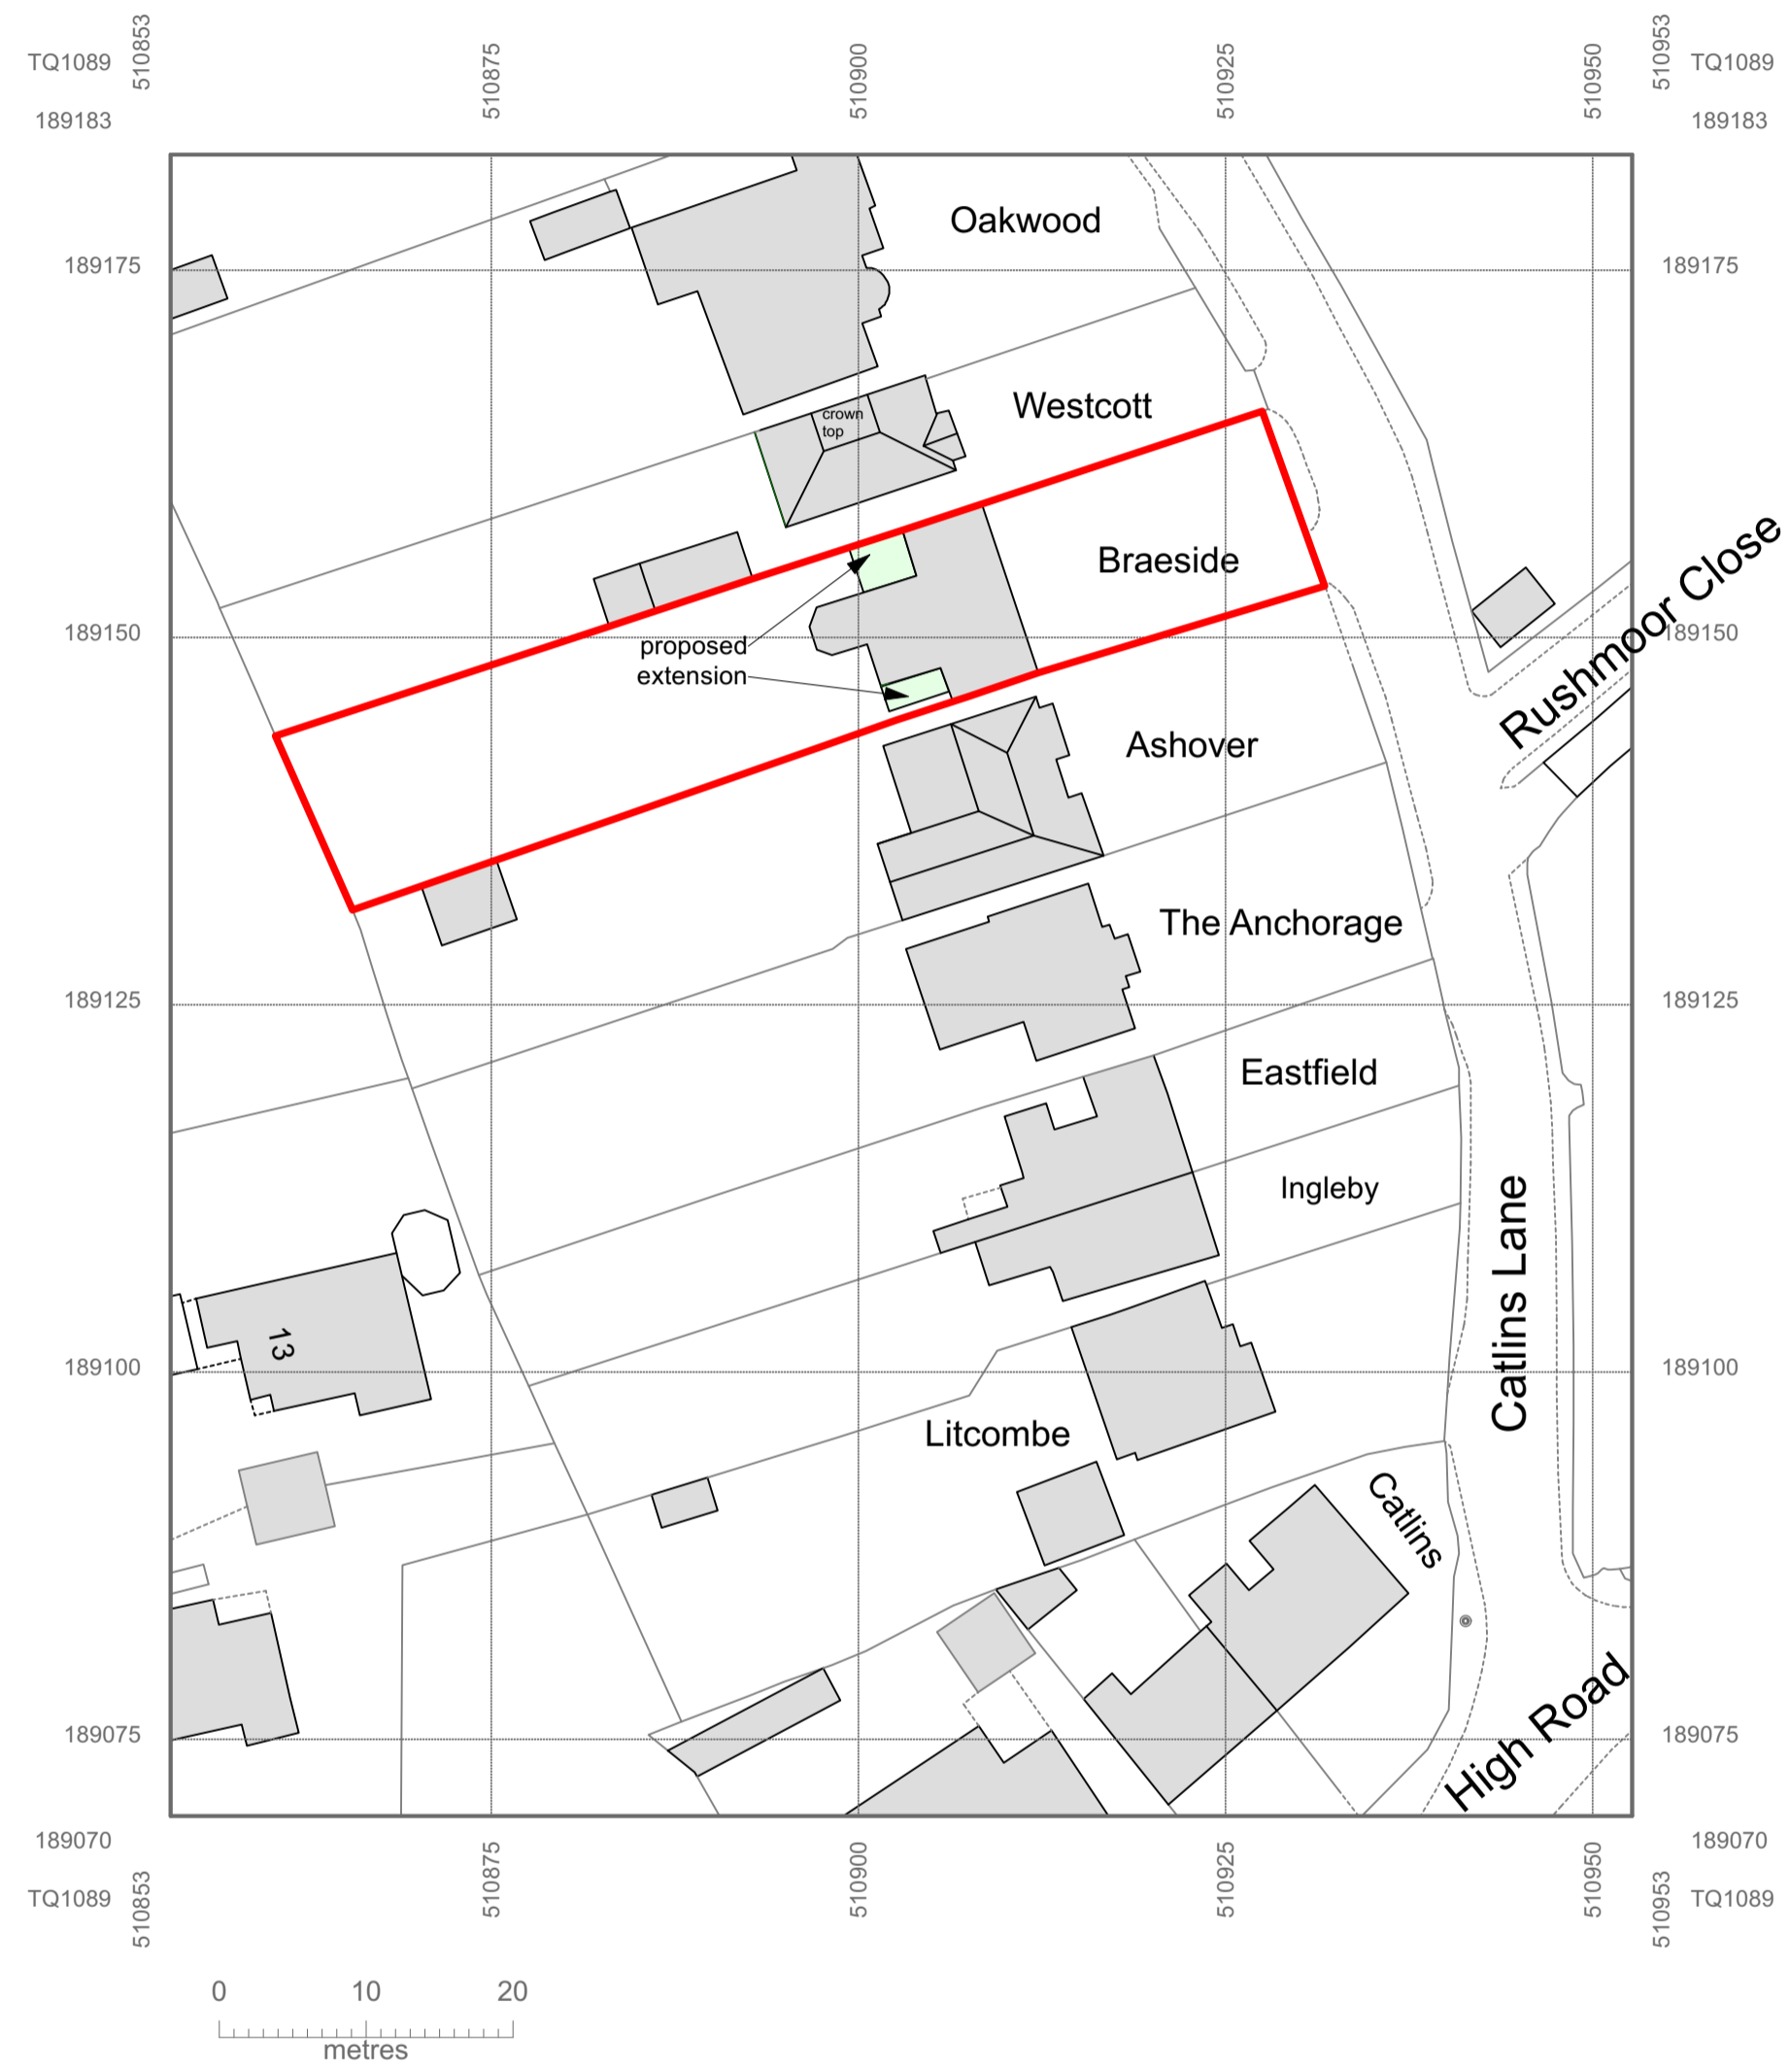 TQ1089
510853
510875
510900
510925
510950
510953
TQ1089
189183
189183
Oakwood
189175
189175
Westcott
crown
top
Braeside
189150
189150
Rushmoor Close
proposed
extension
Ashover
The Anchorage
189125
189125
Eastfield
Ingleby
Catlins Lane
13
189100
189100
Litcombe
Catlins
High Road
189075
189075
189070
189070
TQ1089
510853
510875
510900
510925
510950
510953
TQ1089
0 10 20
metres